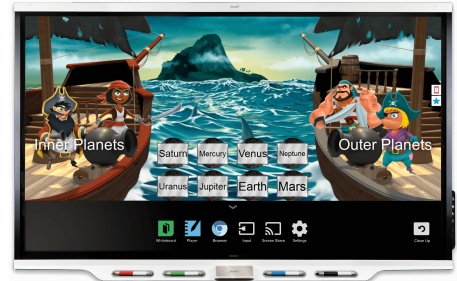 Inner Planets
Outer Planets
Saturn
Mercury
Venus
Neptune
Uranus
Jupiter
Earth
Mars
Whiteboard
Player
Browser
Input
Screen Share
Settings
Clean Up